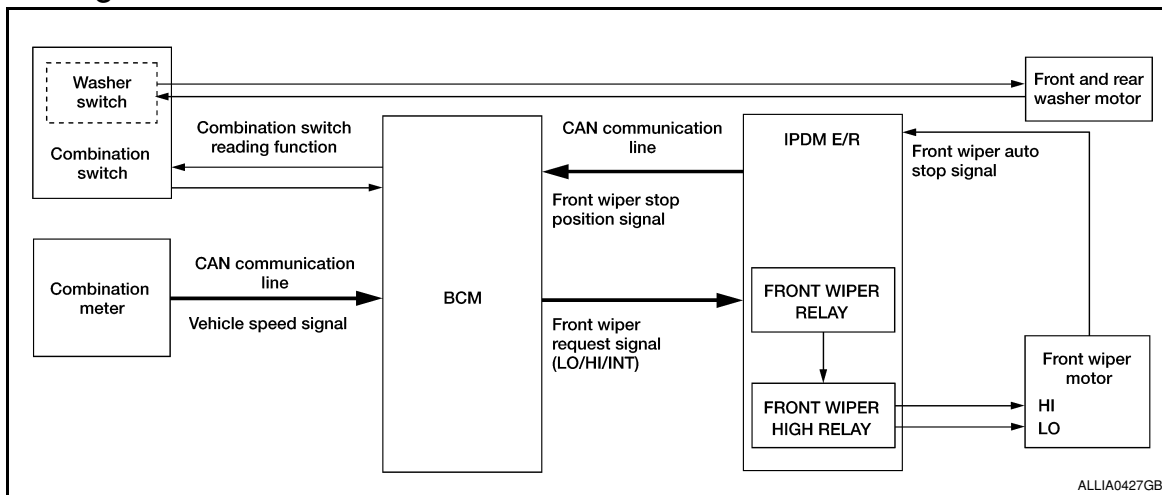 Washer
switch
Combination
switch
Combination switch
reading function
Combination
meter
CAN communication
line
Vehicle speed signal
BCM
CAN communication
line
Front wiper stop
position signal
Front wiper
request signal
(LO/HI/INT)
IPDM E/R
FRONT WIPER
RELAY
FRONT WIPER
HIGH RELAY
Front and rear
washer motor
Front wiper auto
stop signal
Front wiper
motor
HI
LO
ALLIA0427GB